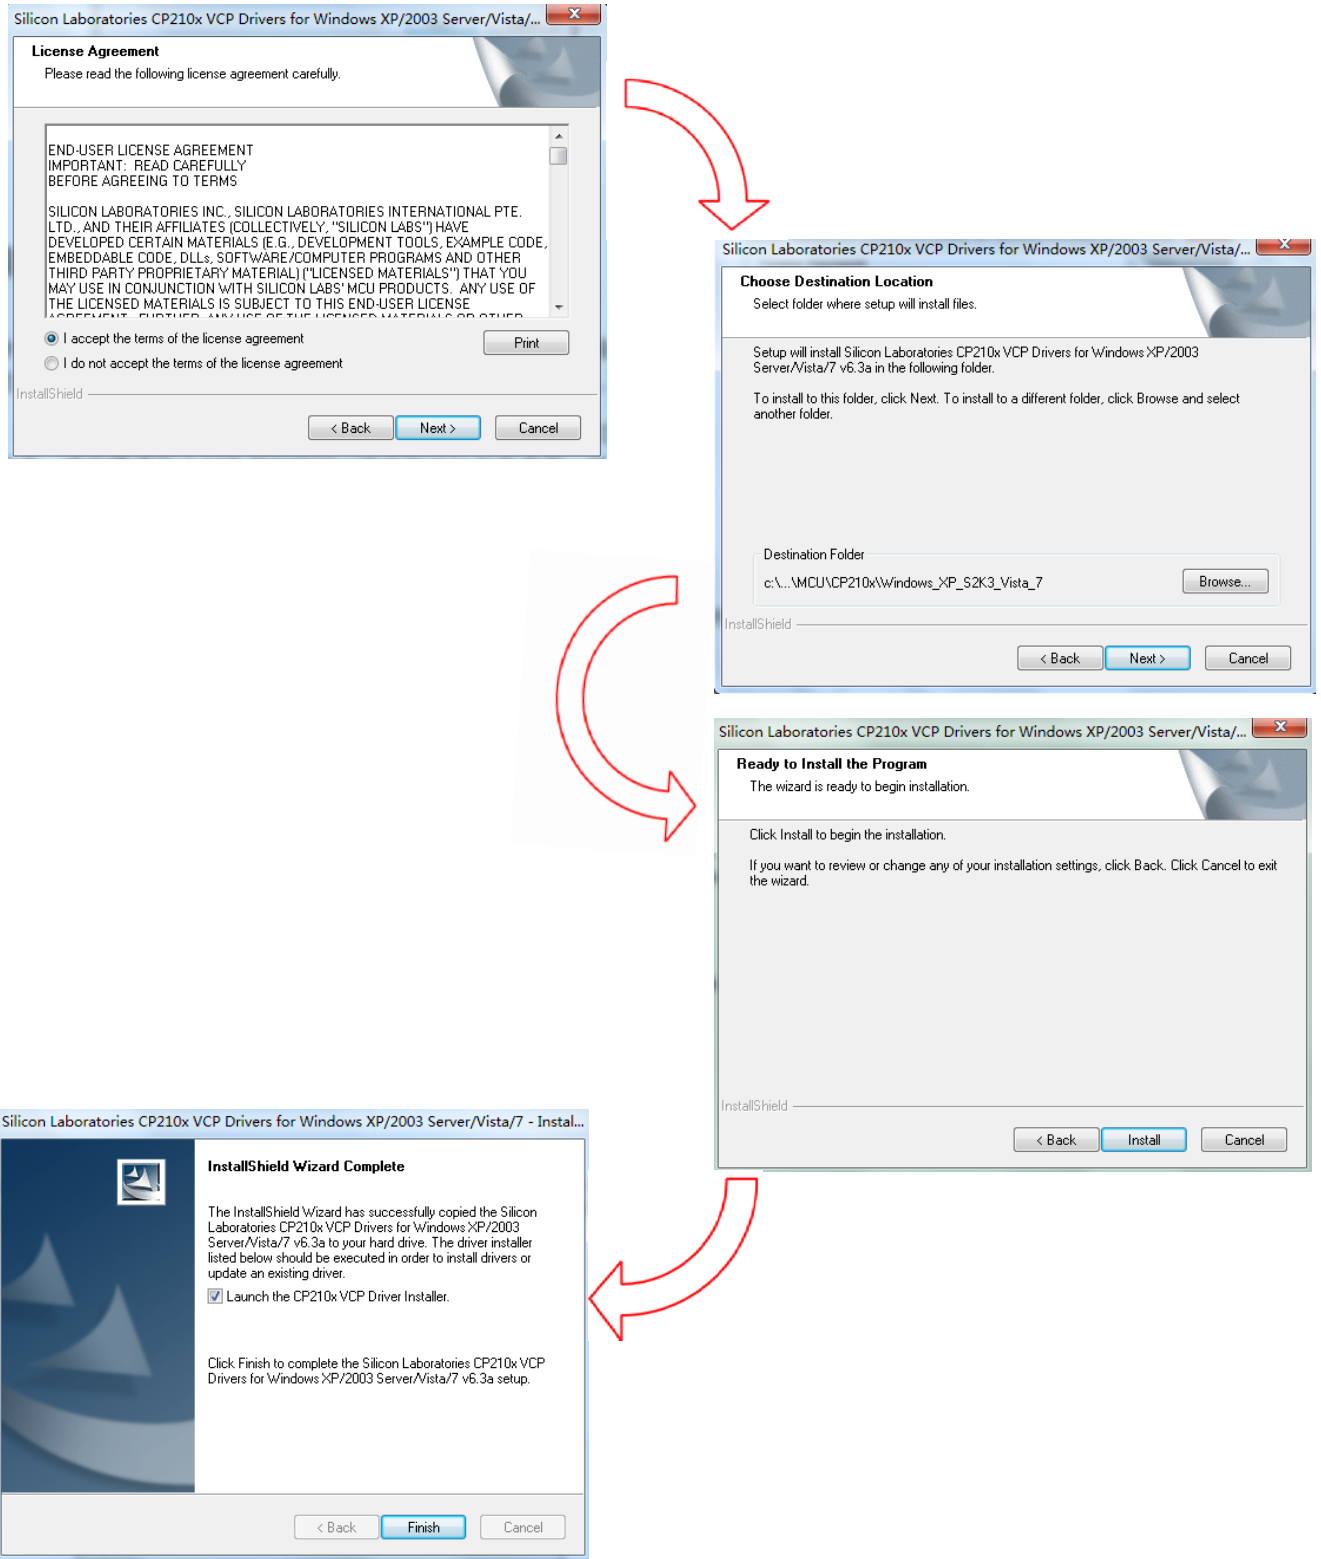 Silicon Laboratories CP210x VCP Drivers for Windows XP/2003 Server/Vista/...
License Agreement
Please read the following license agreement carefully.
END-USER LICENSE AGREEMENT
IMPORTANT: READ CAREFULLY
BEFORE AGREEING TO TERMS
SILICON LABORATORIES INC., SILICON LABORATORIES INTERNATIONAL PTE.
LTD., AND THEIR AFFILIATES (COLLECTIVELY, "SILICON LABS") HAVE
DEVELOPED CERTAIN MATERIALS (E.G., DEVELOPMENT TOOLS, EXAMPLE CODE,
EMBEDDABLE CODE, DLLs, SOFTWARE/COMPUTER PROGRAMS AND OTHER
THIRD PARTY PROPRIETARY MATERIAL) ("LICENSED MATERIALS") THAT YOU
MAY USE IN CONJUNCTION WITH SILICON LABS' MCU PRODUCTS. ANY USE OF
THE LICENSED MATERIALS IS SUBJECT TO THIS END-USER LICENSE
AGREEMENT. FURTHER, ANY USE OF THE LICENSED MATERIALS OR OTHER
I accept the terms of the license agreement
Print
I do not accept the terms of the license agreement
InstallShield
< Back
Next >
Cancel
Silicon Laboratories CP210x VCP Drivers for Windows XP/2003 Server/Vista/...
Choose Destination Location
Select folder where setup will install files.
Setup will install Silicon Laboratories CP210x VCP Drivers for Windows XP/2003
Server/Vista/7 v6.3a in the following folder.
To install to this folder, click Next. To install to a different folder, click Browse and select
another folder.
Destination Folder
c:\...\MCU\CP210x\Windows_XP_S2K3_Vista_7
Browse...
InstallShield
< Back
Next >
Cancel
Silicon Laboratories CP210x VCP Drivers for Windows XP/2003 Server/Vista/...
Ready to Install the Program
The wizard is ready to begin installation.
Click Install to begin the installation.
If you want to review or change any of your installation settings, click Back. Click Cancel to exit
the wizard.
InstallShield
< Back
Install
Cancel
Silicon Laboratories CP210x VCP Drivers for Windows XP/2003 Server/Vista/7 - Instal...
InstallShield Wizard Complete
The InstallShield Wizard has successfully copied the Silicon
Laboratories CP210x VCP Drivers for Windows XP/2003
Server/Vista/7 v6.3a to your hard drive. The driver installer
listed below should be executed in order to install drivers or
update an existing driver.
Launch the CP210x VCP Driver Installer.
Click Finish to complete the Silicon Laboratories CP210x VCP
Drivers for Windows XP/2003 Server/Vista/7 v6.3a setup.
< Back
Finish
Cancel